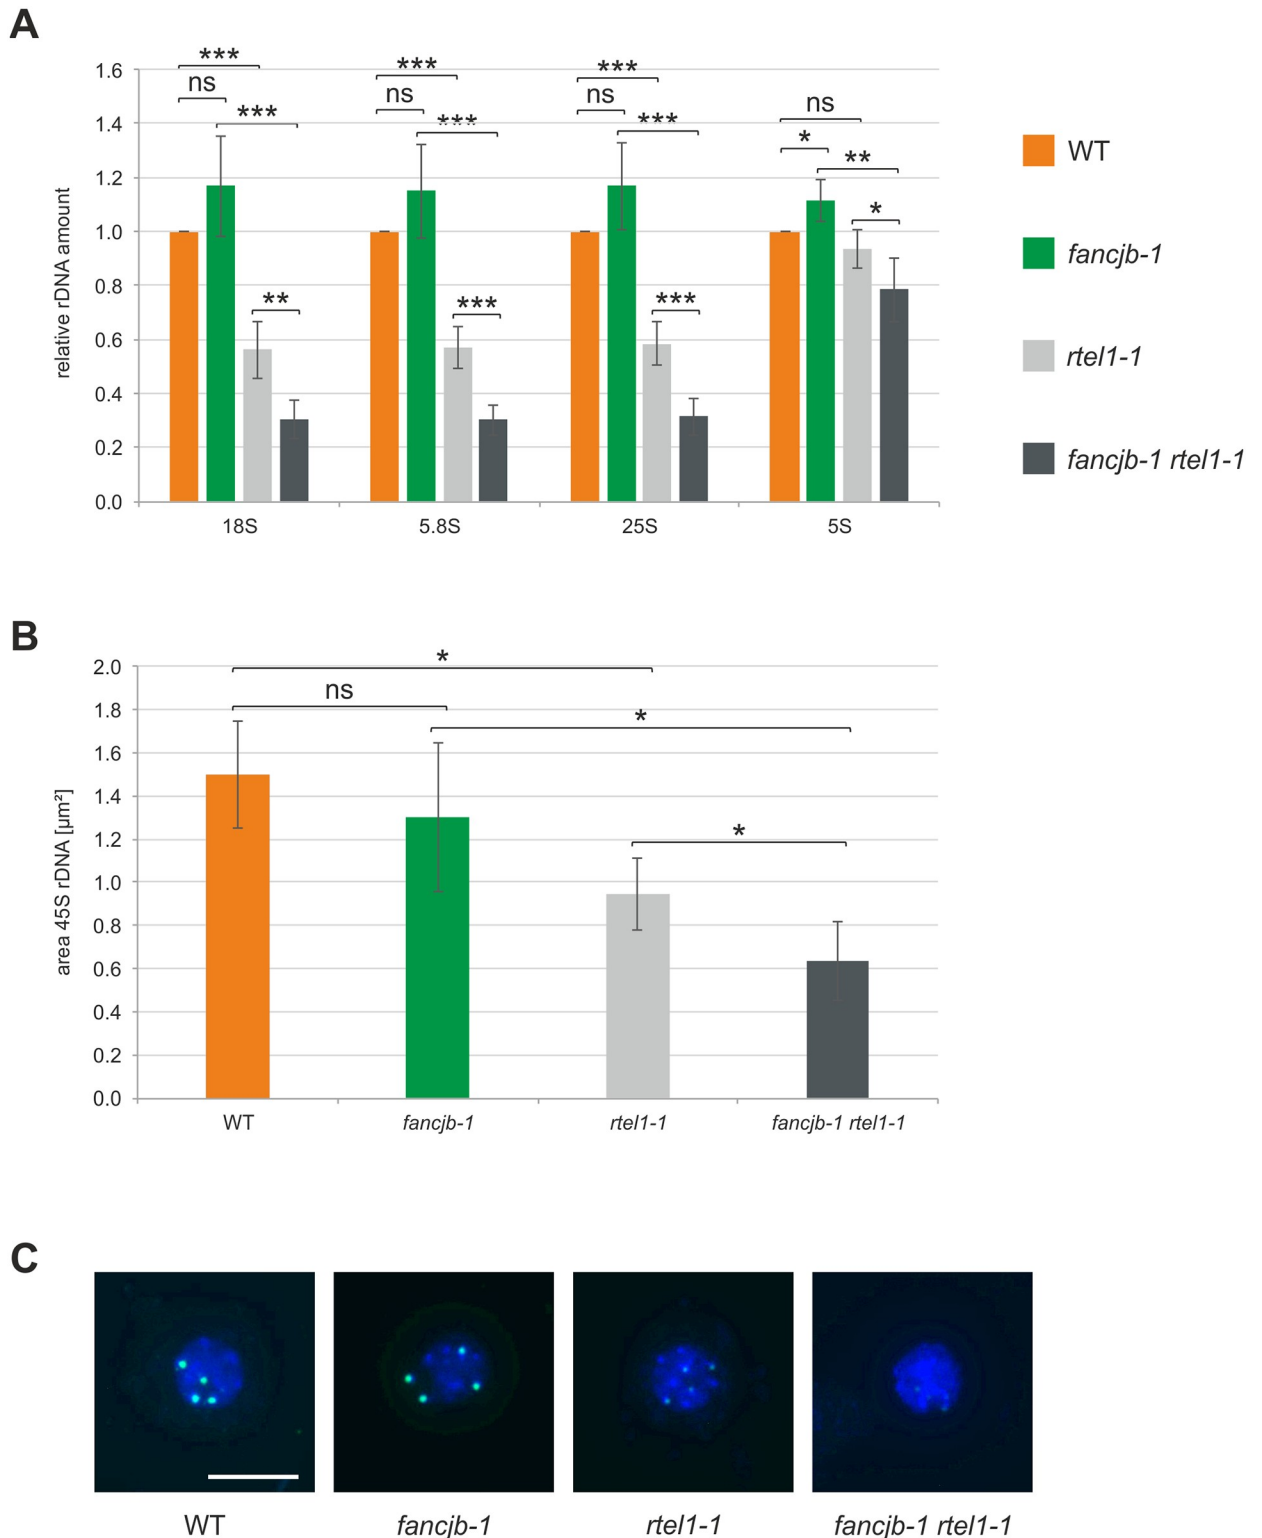 A
relative rDNA amount
1.6
1.4
1.2
1.0
0.8
0.6
0.4
0.2
0.0
***
ns
***
**
***
ns
***
***
***
ns
***
***
ns
*
**
*
18S 5.8S 25S 5S
WT
fancjb-1
rtel1-1
fancjb-1 rtel1-1
B
area 45S rDNA [µm²]
2.0
1.8
1.6
1.4
1.2
1.0
0.8
0.6
0.4
0.2
0.0
*
ns
*
*
WT fancjb-1 rtel1-1 fancjb-1 rtel1-1
C
WT fancjb-1 rtel1-1 fancjb-1 rtel1-1